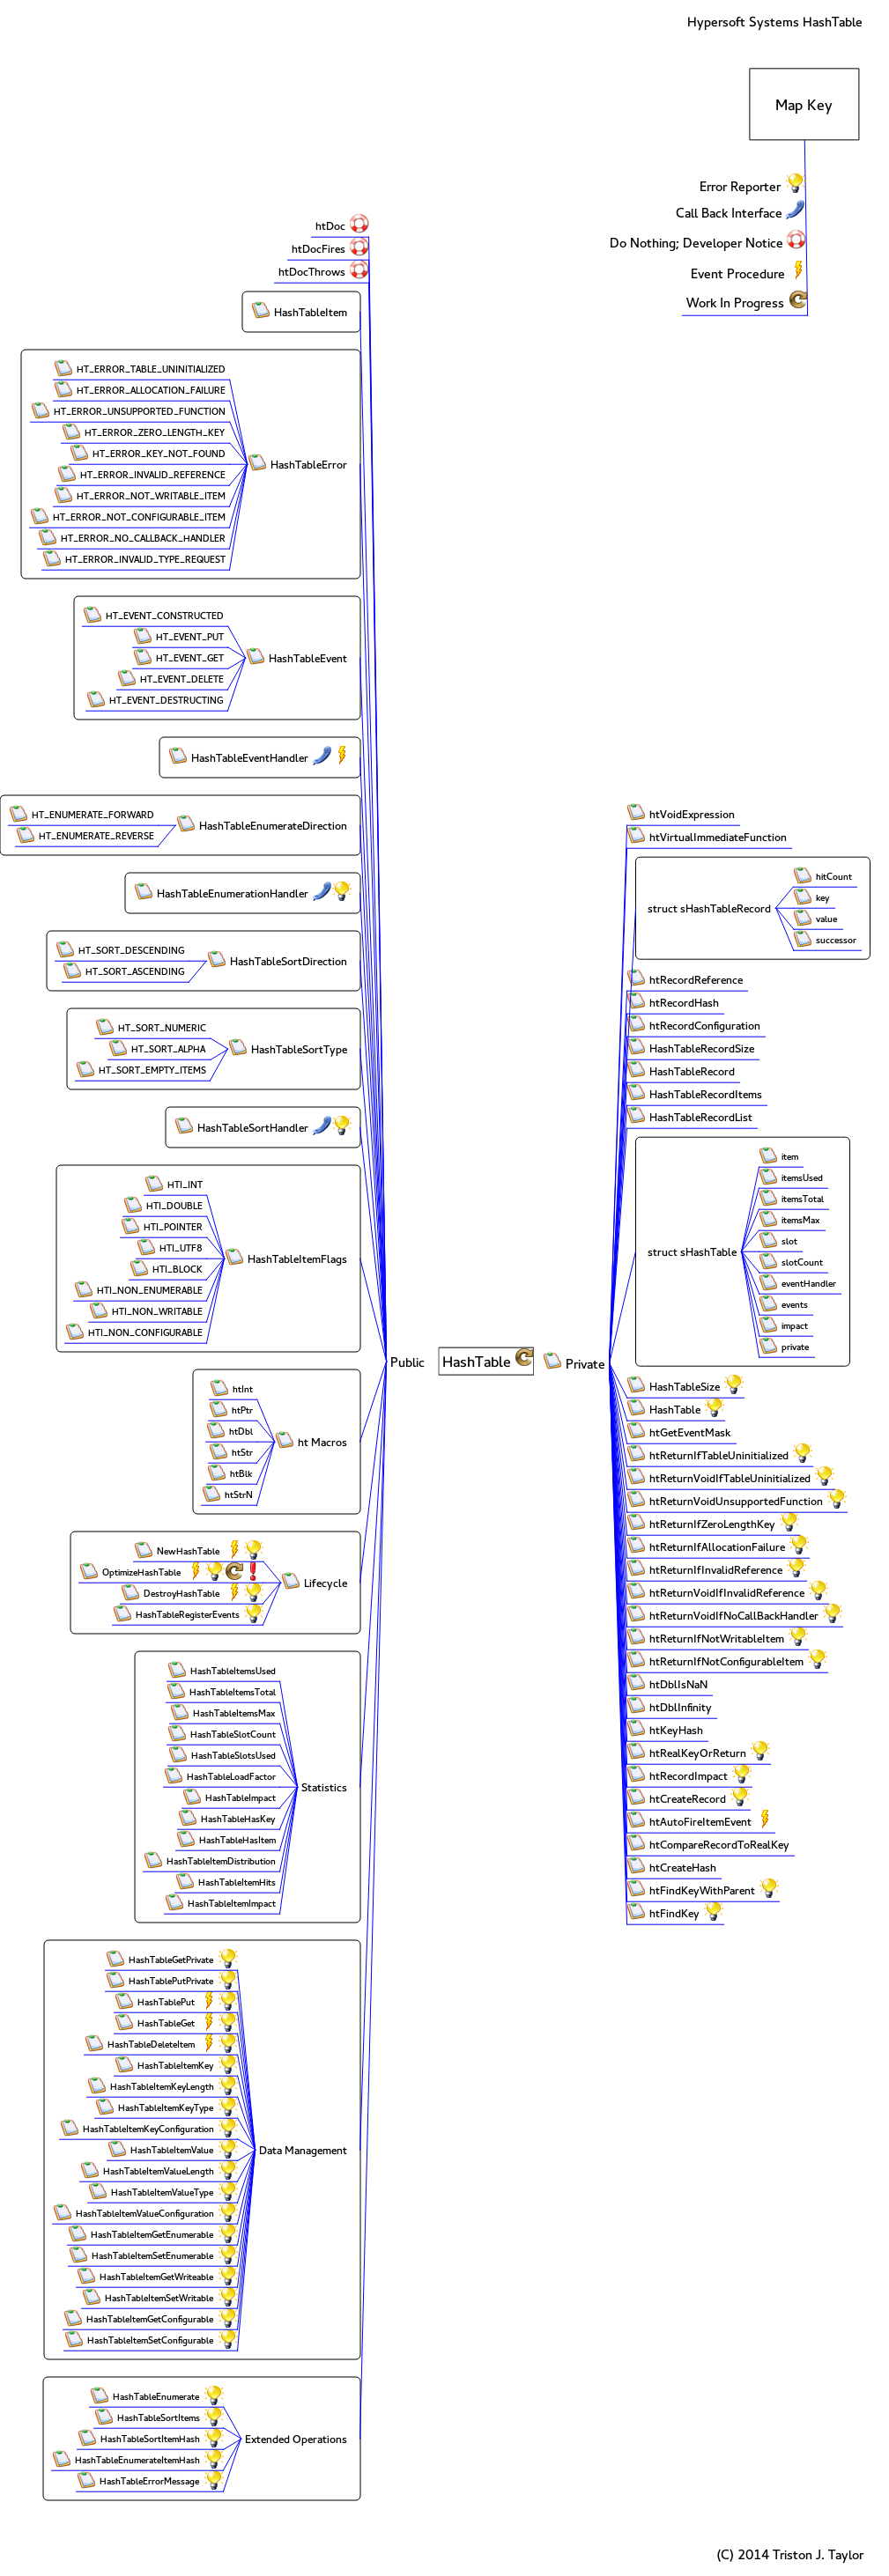 Hypersoft Systems HashTable
Map Key
Error Reporter
Call Back Interface
Do Nothing; Developer Notice
Event Procedure
Work In Progress
htDoc
htDocFires
htDocThrows
HashTableItem
HT_ERROR_TABLE_UNINITIALIZED
HT_ERROR_ALLOCATION_FAILURE
HT_ERROR_UNSUPPORTED_FUNCTION
HT_ERROR_ZERO_LENGTH_KEY
HT_ERROR_KEY_NOT_FOUND
HT_ERROR_INVALID_REFERENCE
HT_ERROR_NOT_WRITABLE_ITEM
HT_ERROR_NOT_CONFIGURABLE_ITEM
HT_ERROR_NO_CALLBACK_HANDLER
HT_ERROR_INVALID_TYPE_REQUEST
HashTableError
HT_EVENT_CONSTRUCTED
HT_EVENT_PUT
HT_EVENT_GET
HT_EVENT_DELETE
HT_EVENT_DESTRUCTING
HashTableEvent
HashTableEventHandler
HT_ENUMERATE_FORWARD
HT_ENUMERATE_REVERSE
HashTableEnumerateDirection
HashTableEnumerationHandler
HT_SORT_DESCENDING
HT_SORT_ASCENDING
HashTableSortDirection
HT_SORT_NUMERIC
HT_SORT_ALPHA
HT_SORT_EMPTY_ITEMS
HashTableSortType
HashTableSortHandler
HTI_INT
HTI_DOUBLE
HTI_POINTER
HTI_UTF8
HTI_BLOCK
HTI_NON_ENUMERABLE
HTI_NON_WRITABLE
HTI_NON_CONFIGURABLE
HashTableItemFlags
htInt
htPtr
htDbl
htStr
htBlk
htStrN
ht Macros
NewHashTable
OptimizeHashTable
DestroyHashTable
HashTableRegisterEvents
Lifecycle
HashTableItemsUsed
HashTableItemsTotal
HashTableItemsMax
HashTableSlotCount
HashTableSlotsUsed
HashTableLoadFactor
HashTableImpact
HashTableHasKey
HashTableHasItem
HashTableItemDistribution
HashTableItemHits
HashTableItemImpact
Statistics
HashTableGetPrivate
HashTablePutPrivate
HashTablePut
HashTableGet
HashTableDeleteItem
HashTableItemKey
HashTableItemKeyLength
HashTableItemKeyType
HashTableItemKeyConfiguration
HashTableItemValue
HashTableItemValueLength
HashTableItemValueType
HashTableItemValueConfiguration
HashTableItemGetEnumerable
HashTableItemSetEnumerable
HashTableItemGetWriteable
HashTableItemSetWritable
HashTableItemGetConfigurable
HashTableItemSetConfigurable
Data Management
HashTableEnumerate
HashTableSortItems
HashTableSortItemHash
HashTableEnumerateItemHash
HashTableErrorMessage
Extended Operations
Public
HashTable
Private
htVoidExpression
htVirtualImmediateFunction
struct sHashTableRecord
hitCount
key
value
successor
htRecordReference
htRecordHash
htRecordConfiguration
HashTableRecordSize
HashTableRecord
HashTableRecordItems
HashTableRecordList
struct sHashTable
item
itemsUsed
itemsTotal
itemsMax
slot
slotCount
eventHandler
events
impact
private
HashTableSize
HashTable
htGetEventMask
htReturnIfTableUninitialized
htReturnVoidIfTableUninitialized
htReturnVoidUnsupportedFunction
htReturnIfZeroLengthKey
htReturnIfAllocationFailure
htReturnIfInvalidReference
htReturnVoidIfInvalidReference
htReturnVoidIfNoCallBackHandler
htReturnIfNotWritableItem
htReturnIfNotConfigurableItem
htDblIsNaN
htDblInfinity
htKeyHash
htRealKeyOrReturn
htRecordImpact
htCreateRecord
htAutoFireItemEvent
htCompareRecordToRealKey
htCreateHash
htFindKeyWithParent
htFindKey
(C) 2014 Triston J. Taylor